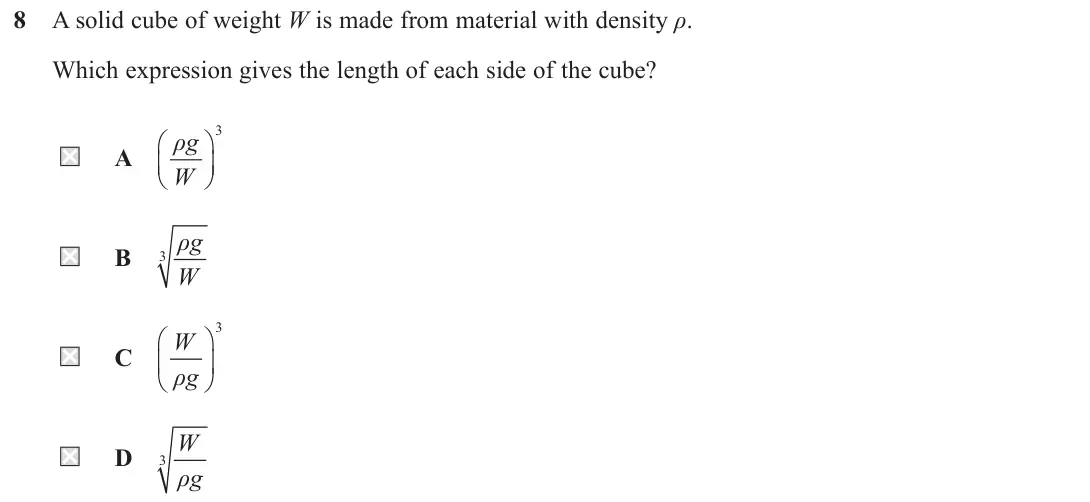 8 A solid cube of weight W is made from material with density ρ.
Which expression gives the length of each side of the cube?
A (ρg/W)³
B ∛(ρg/W)
C (W/ρg)³
D ∛(W/ρg)